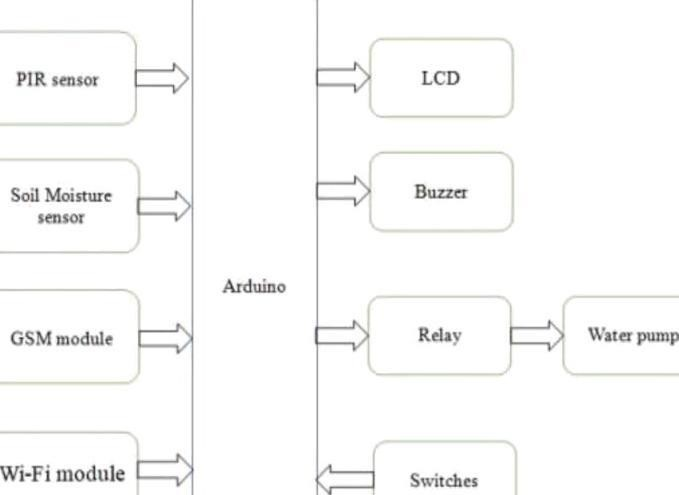 PIR sensor
LCD
Soil Moisture
sensor
Buzzer
Arduino
GSM module
Relay
Water pump
Wi-Fi module
Switches